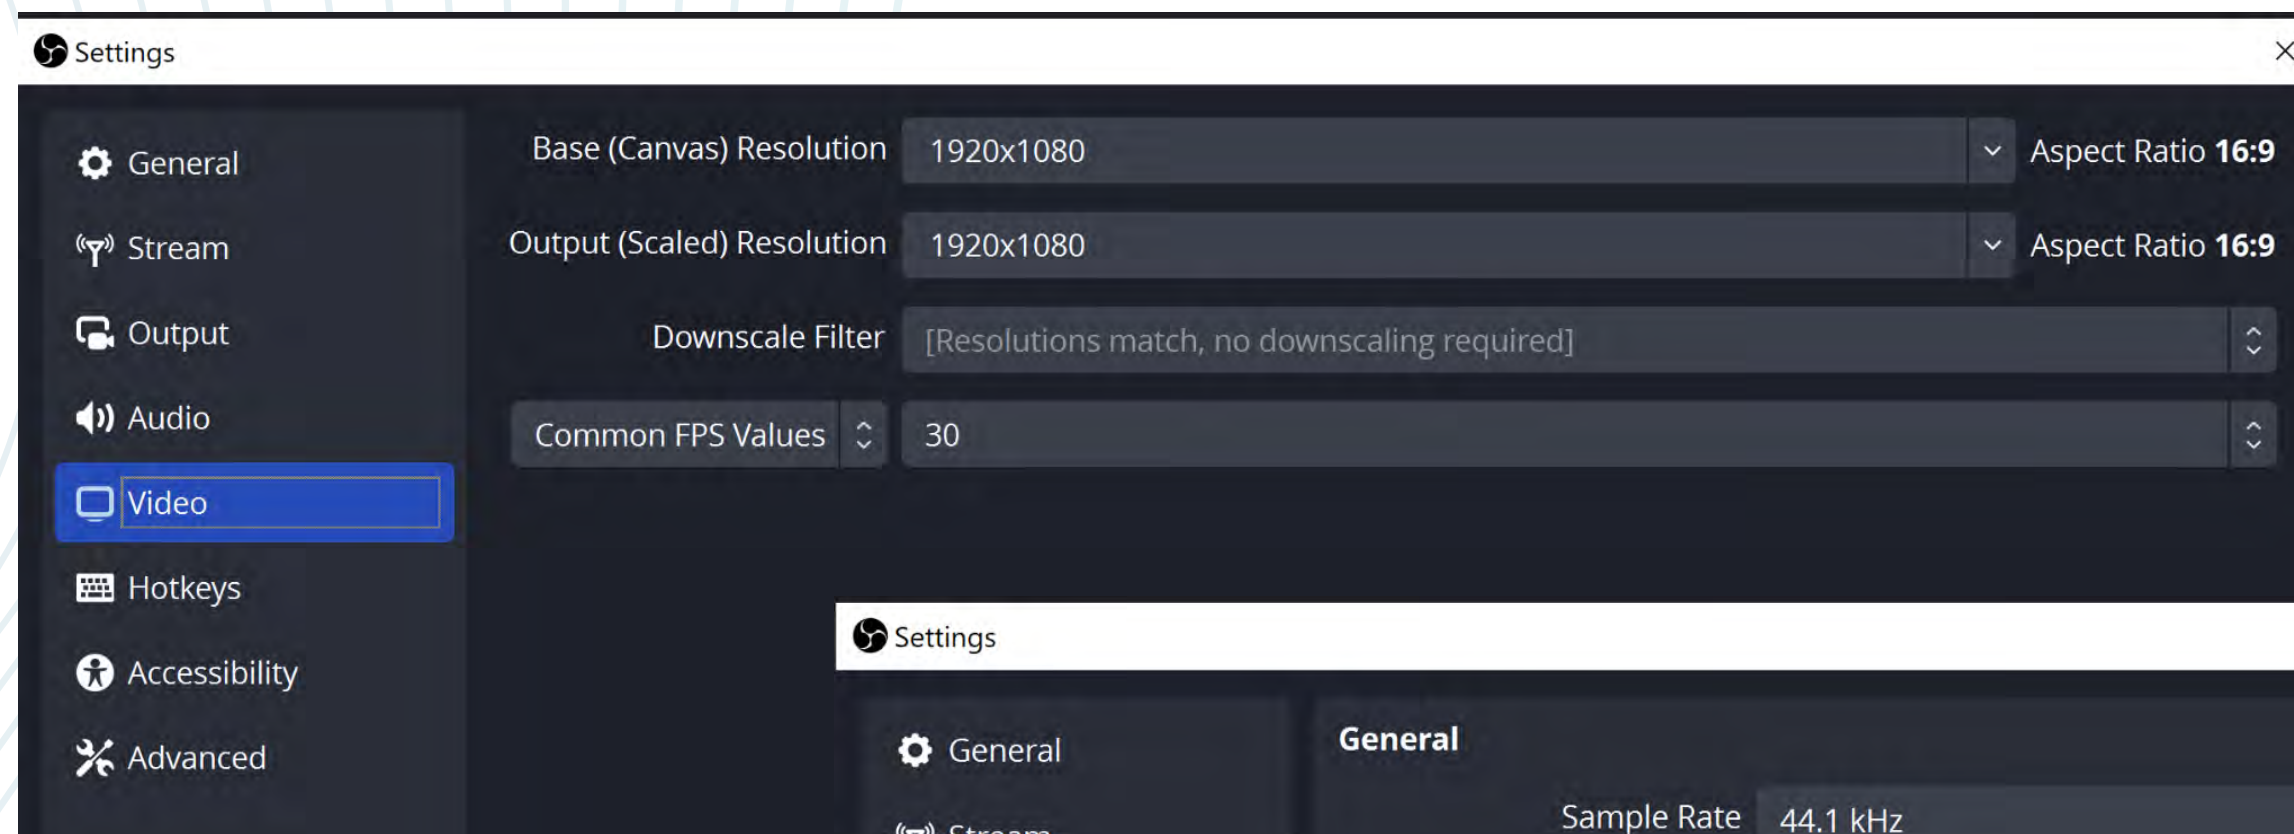 Settings
General
Stream
Output
Audio
Video
Hotkeys
Accessibility
Advanced
Base (Canvas) Resolution 1920x1080 Aspect Ratio 16:9
Output (Scaled) Resolution 1920x1080 Aspect Ratio 16:9
Downscale Filter [Resolutions match, no downscaling required]
Common FPS Values 30
Settings
General
Stream
General
Sample Rate 44.1 kHz